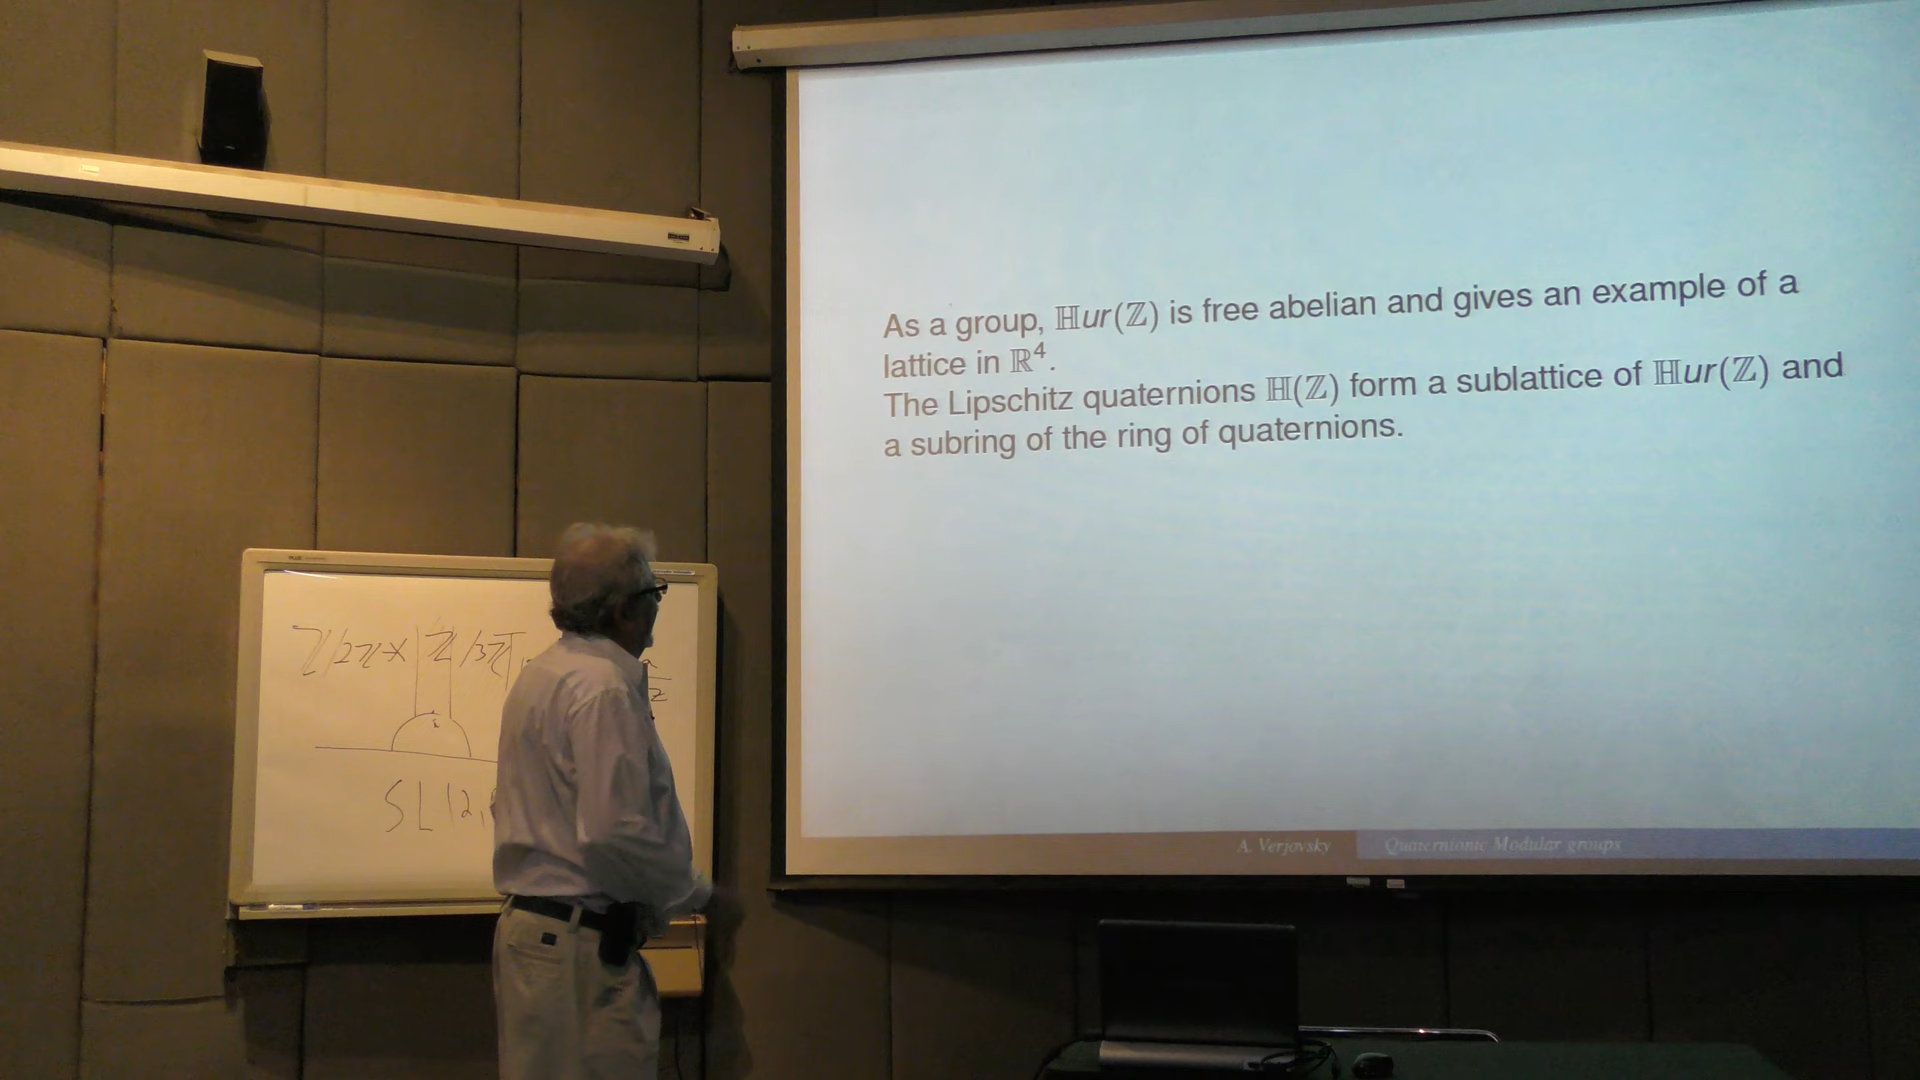 As a group, ℍur(ℤ) is free abelian and gives an example of a
lattice in ℝ⁴.
The Lipschitz quaternions ℍ(ℤ) form a sublattice of ℍur(ℤ) and
a subring of the ring of quaternions.
A. Verjovsky
Quaternionic Modular groups
ℤ/2ℤ * ℤ/3ℤ
SL(2,